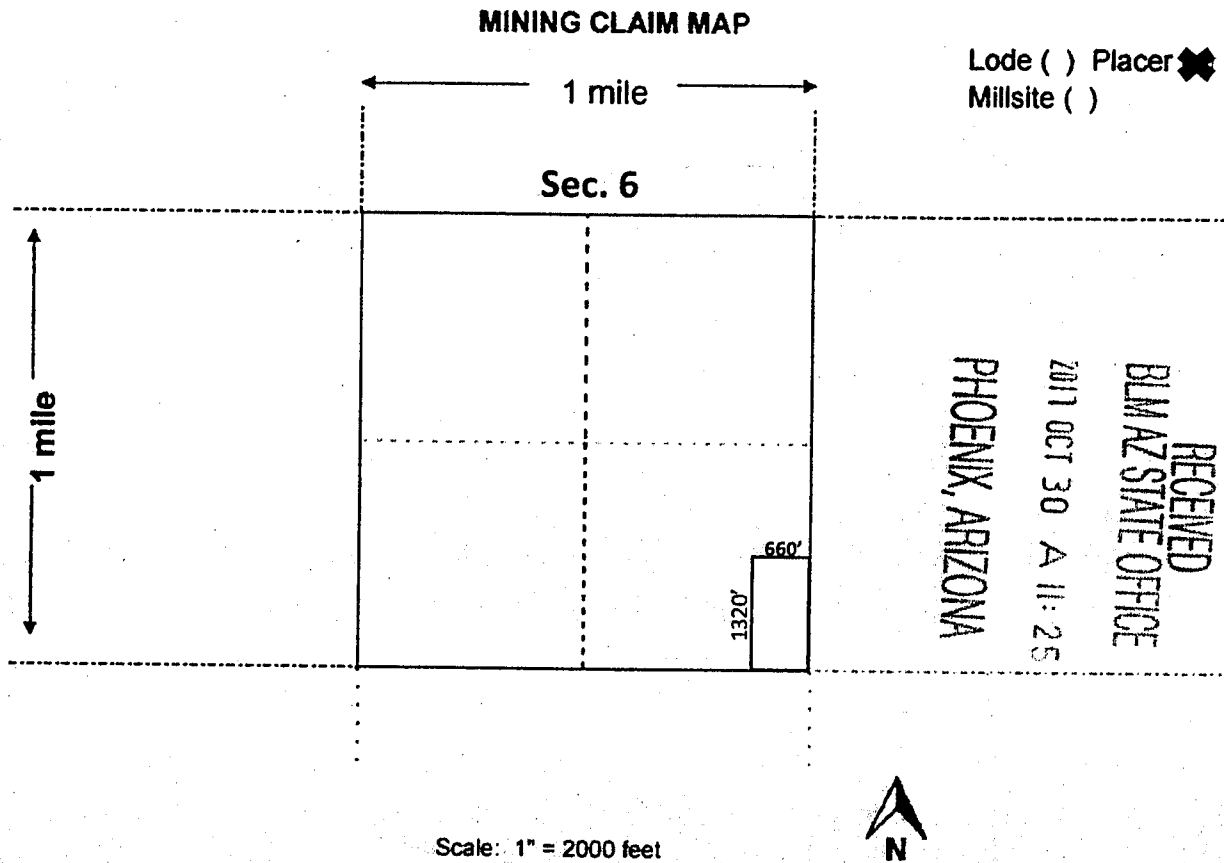 MINING CLAIM MAP
Lode ( ) Placer
Millsite ( )
1 mile
Sec. 6
1 mile
660'
1320'
RECEIVED
BLM AZ STATE OFFICE
2017 OCT 30 A 11: 25
PHOENIX, ARIZONA
Scale: 1" = 2000 feet
N